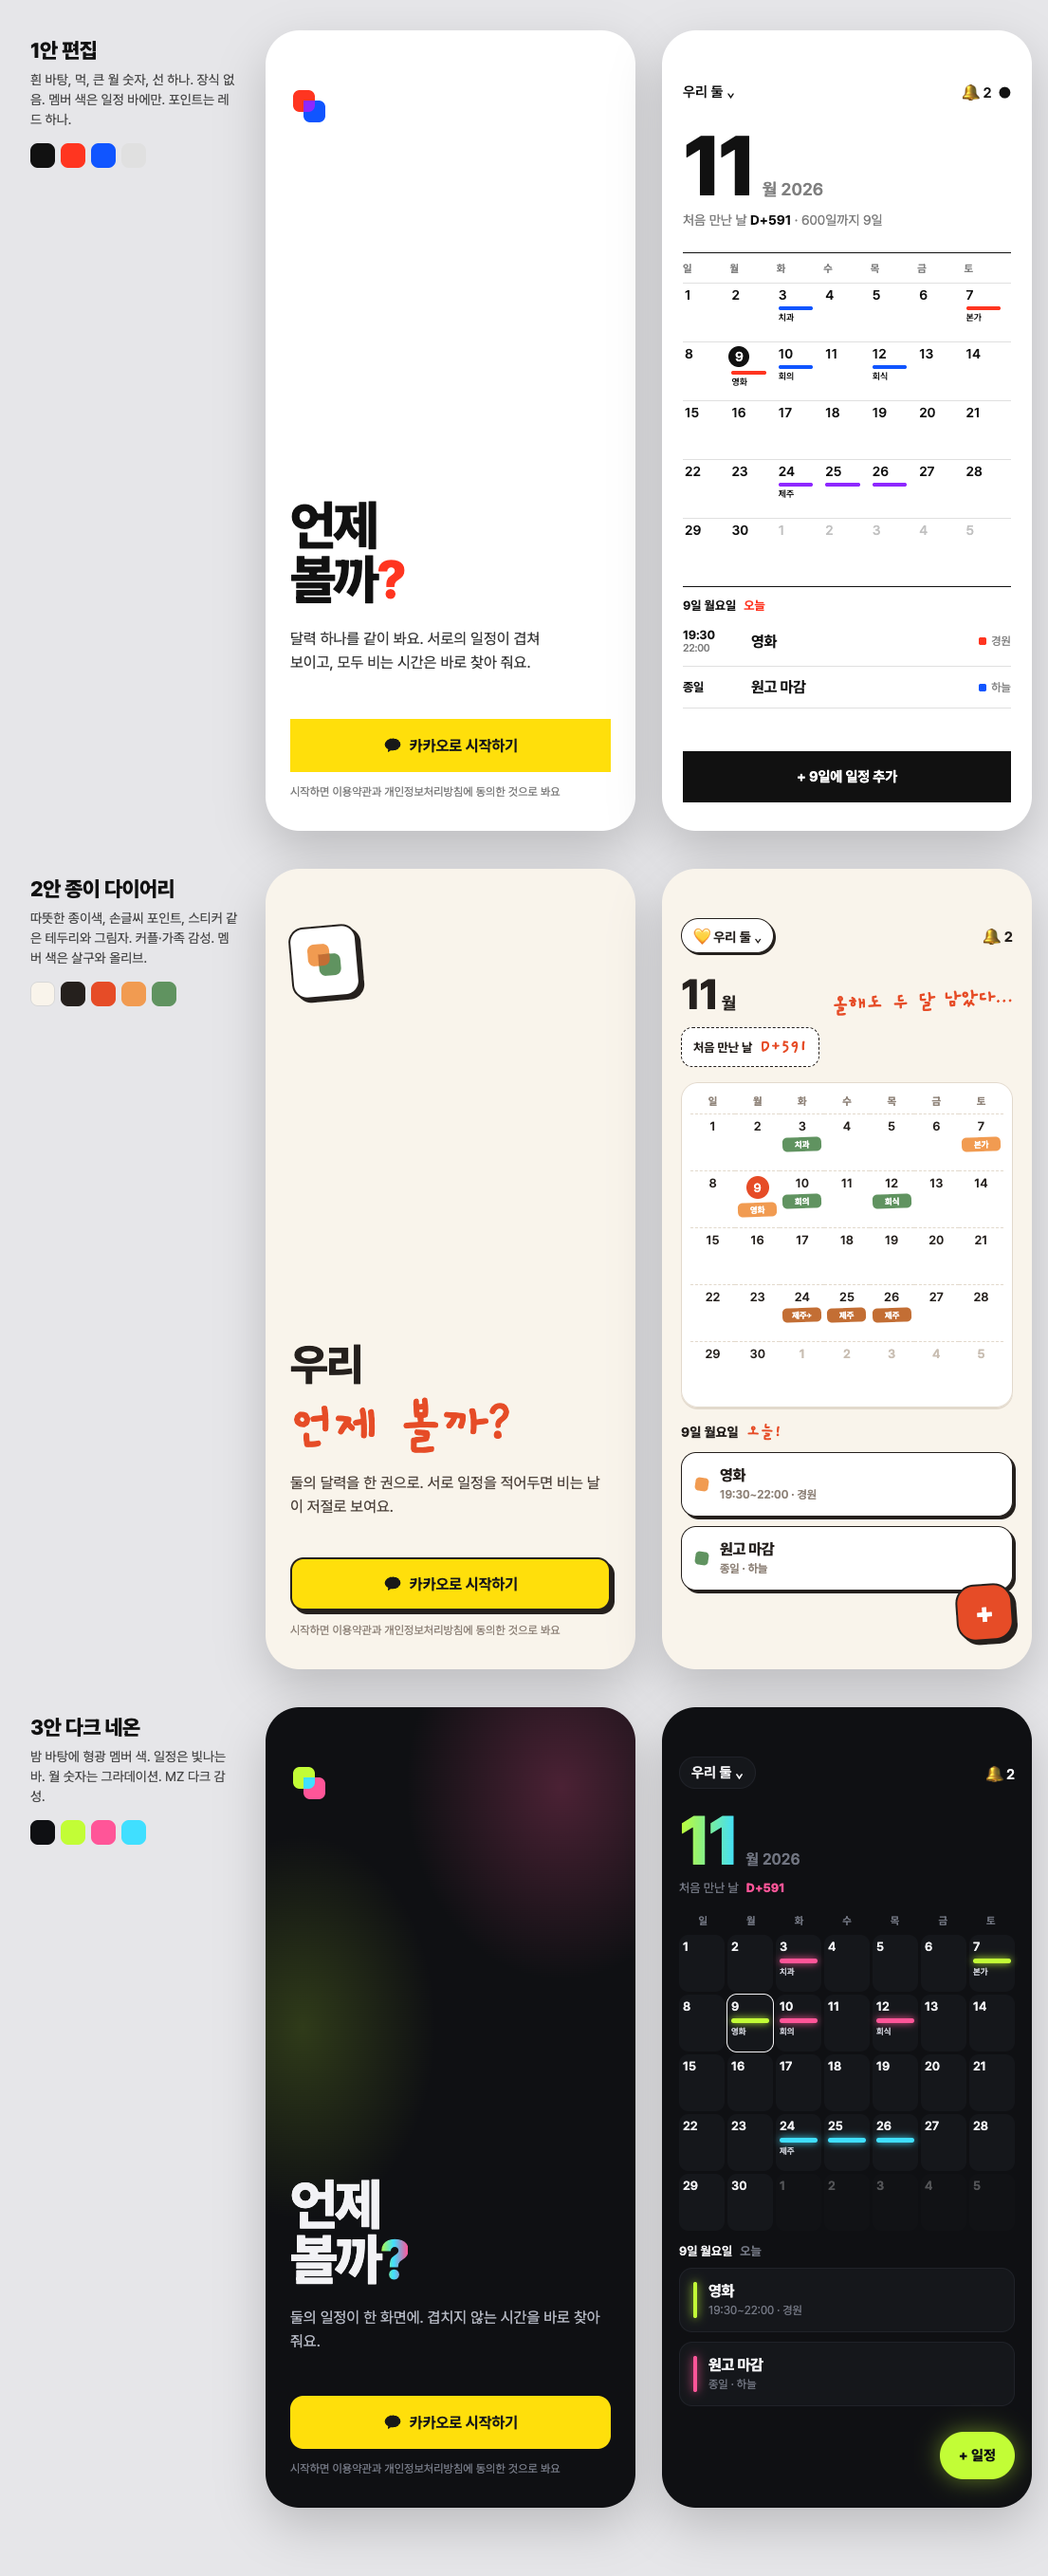 1안 편집
흰 바탕, 먹, 큰 월 숫자, 선 하나. 장식 없
음. 멤버 색은 일정 바에만. 포인트는 레
드 하나.
언제
볼까?
달력 하나를 같이 봐요. 서로의 일정이 겹쳐
보이고, 모두 비는 시간은 바로 찾아 줘요.
카카오로 시작하기
시작하면 이용약관과 개인정보처리방침에 동의한 것으로 봐요
우리 둘
2
11 월 2026
처음 만난 날 D+591 · 600일까지 9일
일 월 화 수 목 금 토
1 2 3 4 5 6 7
치과 본가
8 9 10 11 12 13 14
영화 회의 회식
15 16 17 18 19 20 21
22 23 24 25 26 27 28
제주
29 30 1 2 3 4 5
9일 월요일 오늘
19:30 영화 경원
22:00
종일 원고 마감 하늘
+ 9일에 일정 추가
2안 종이 다이어리
따뜻한 종이색, 손글씨 포인트, 스티커 같
은 테두리와 그림자. 커플·가족 감성. 멤
버 색은 살구와 올리브.
우리
언제 볼까?
둘의 달력을 한 권으로. 서로 일정을 적어두면 비는 날
이 저절로 보여요.
카카오로 시작하기
시작하면 이용약관과 개인정보처리방침에 동의한 것으로 봐요
우리 둘
2
11 월 올해도 두 달 남았다...
처음 만난 날 D+591
일 월 화 수 목 금 토
1 2 3 4 5 6 7
치과 본가
8 9 10 11 12 13 14
영화 회의 회식
15 16 17 18 19 20 21
22 23 24 25 26 27 28
제주→ 제주 제주
29 30 1 2 3 4 5
9일 월요일 오늘!
영화
19:30~22:00 · 경원
원고 마감
종일 · 하늘
+
3안 다크 네온
밤 바탕에 형광 멤버 색. 일정은 빛나는
바. 월 숫자는 그라데이션. MZ 다크 감
성.
언제
볼까?
둘의 일정이 한 화면에. 겹치지 않는 시간을 바로 찾아
줘요.
카카오로 시작하기
시작하면 이용약관과 개인정보처리방침에 동의한 것으로 봐요
우리 둘
2
11 월 2026
처음 만난 날 D+591
일 월 화 수 목 금 토
1 2 3 4 5 6 7
치과 본가
8 9 10 11 12 13 14
영화 회의 회식
15 16 17 18 19 20 21
22 23 24 25 26 27 28
제주
29 30 1 2 3 4 5
9일 월요일 오늘
영화
19:30~22:00 · 경원
원고 마감
종일 · 하늘
+ 일정